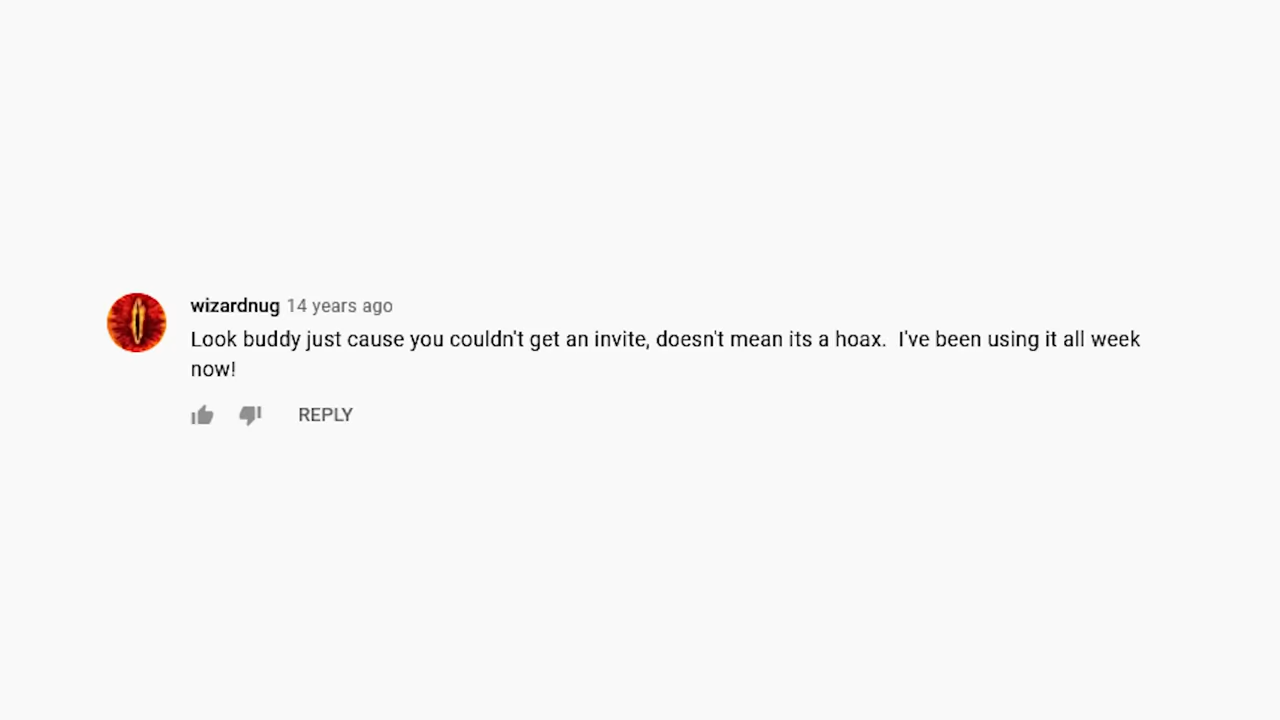 wizardnug 14 years ago
Look buddy just cause you couldn't get an invite, doesn't mean its a hoax.  I've been using it all week
now!
REPLY